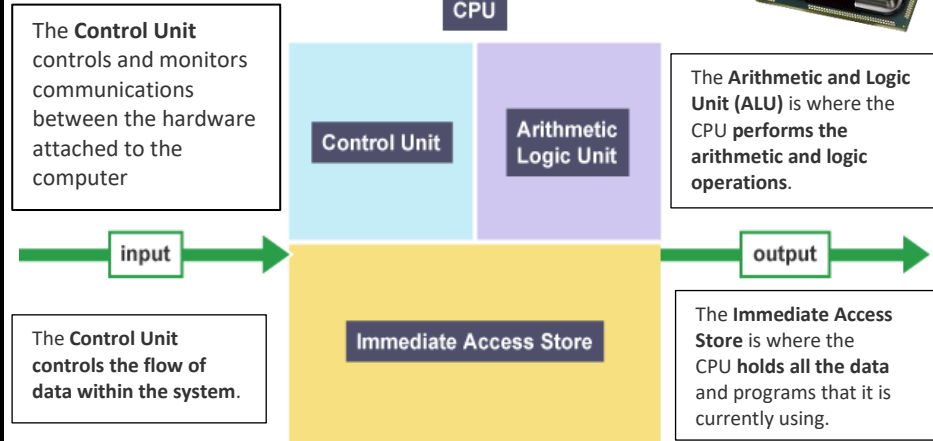 CPU
The Control Unit
controls and monitors
communications
between the hardware
attached to the
computer
Control Unit
Arithmetic
Logic Unit
The Arithmetic and Logic
Unit (ALU) is where the
CPU performs the
arithmetic and logic
operations.
input
output
The Control Unit
controls the flow of
data within the system.
Immediate Access Store
The Immediate Access
Store is where the
CPU holds all the data
and programs that it is
currently using.